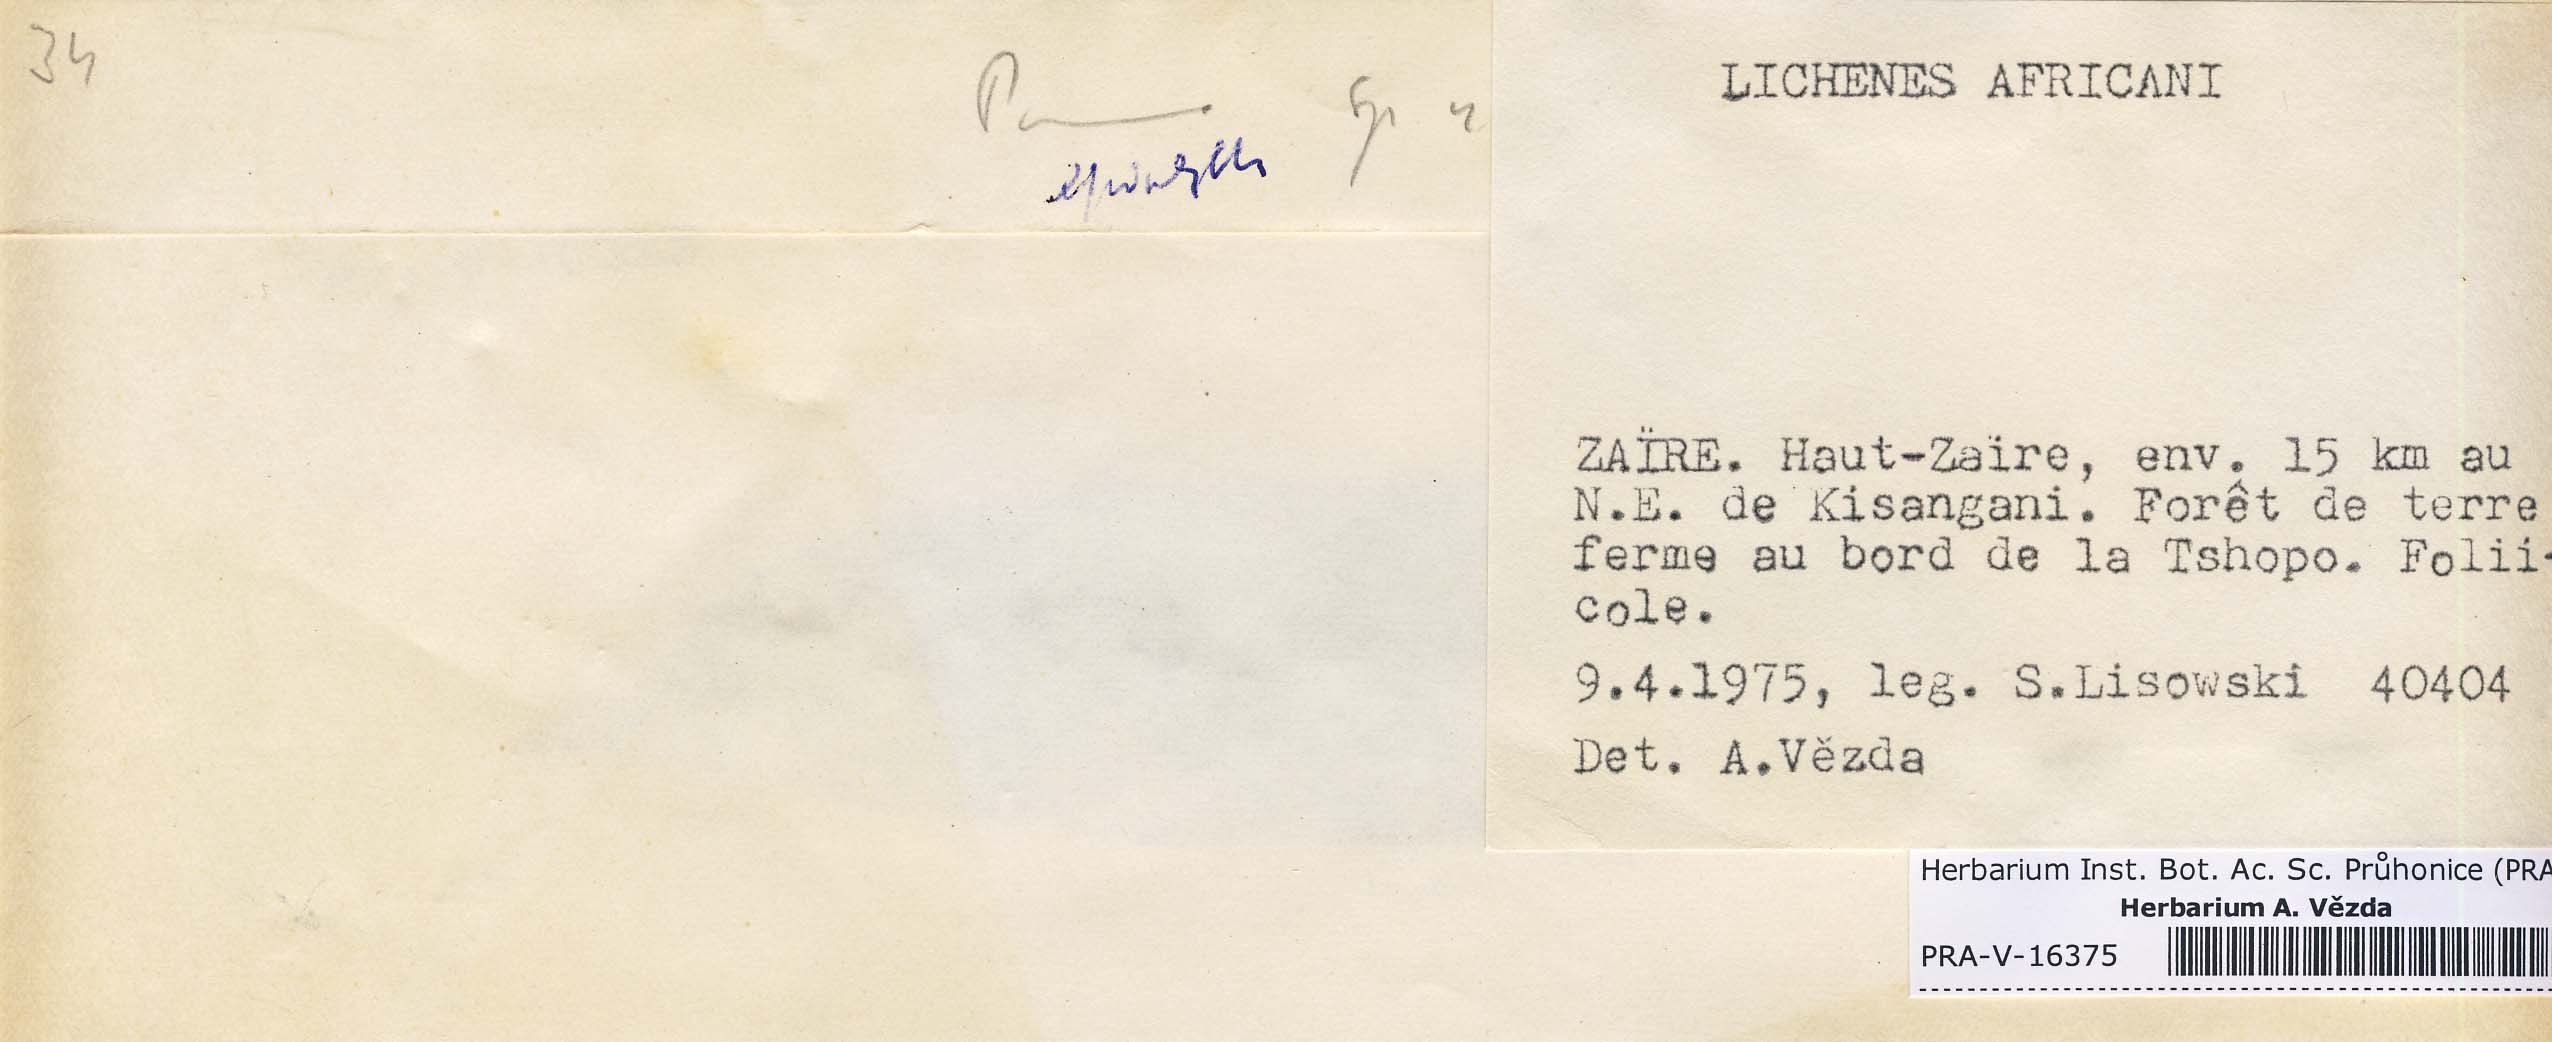 34
LICHENES AFRICANI
ZAÏRE. Haut-Zaïre, env. 15 km au
N.E. de Kisangani. Forêt de terre
ferme au bord de la Tshopo. Folii-
cole.
9.4.1975, leg. S.Lisowski 40404
Det. A.Vězda
Herbarium Inst. Bot. Ac. Sc. Průhonice (PRA
Herbarium A. Vězda
PRA-V-16375